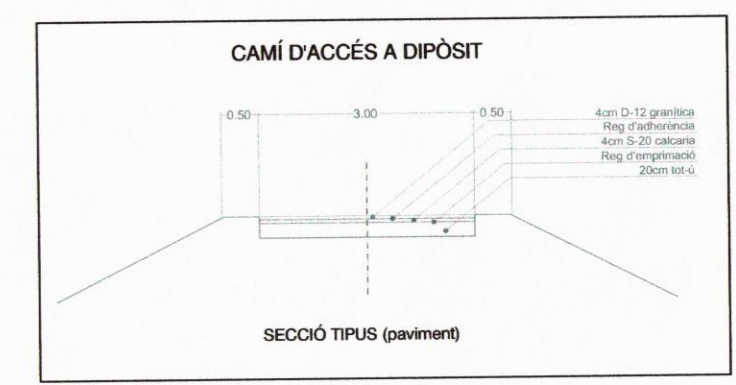 CAMÍ D'ACCÉS A DIPÒSIT
0.50 3.00 0.50
4cm D-12 granítica
Reg d'adherència
4cm S-20 calcaria
Reg d'emprimació
20cm tot-ú
SECCIÓ TIPUS (paviment)